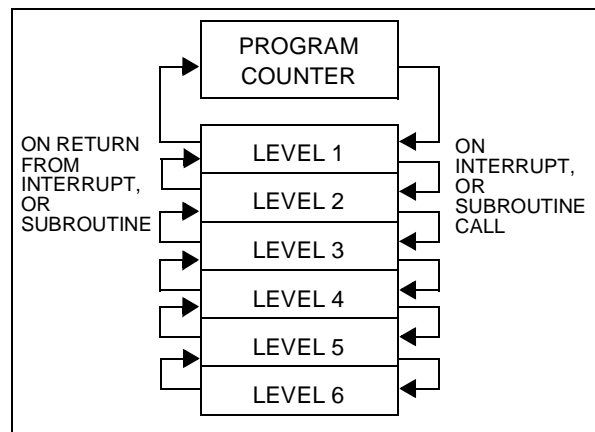 PROGRAM
COUNTER
ON RETURN
FROM
INTERRUPT,
OR
SUBROUTINE
LEVEL 1
LEVEL 2
LEVEL 3
LEVEL 4
LEVEL 5
LEVEL 6
ON
INTERRUPT,
OR
SUBROUTINE
CALL